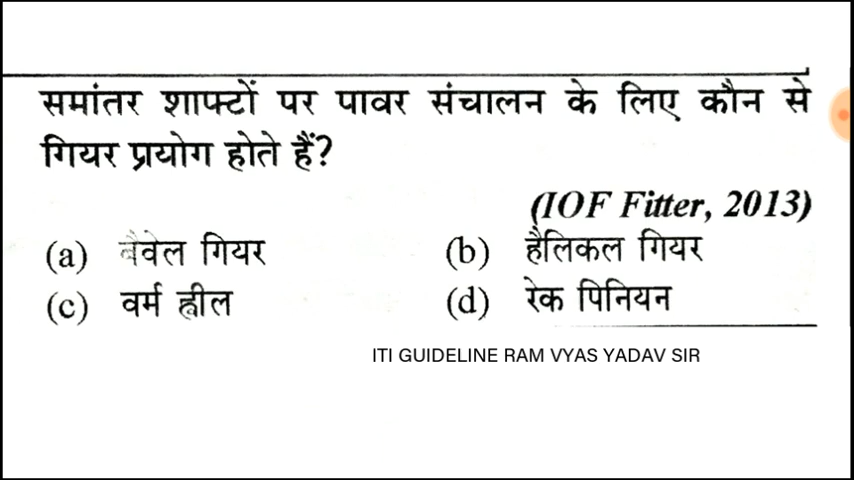 समांतर शाफ्टों पर पावर संचालन के लिए कौन से
गियर प्रयोग होते हैं?
(IOF Fitter, 2013)
(a) बैवेल गियर (b) हैलिकल गियर
(c) वर्म ह्वील (d) रेक पिनियन
ITI GUIDELINE RAM VYAS YADAV SIR